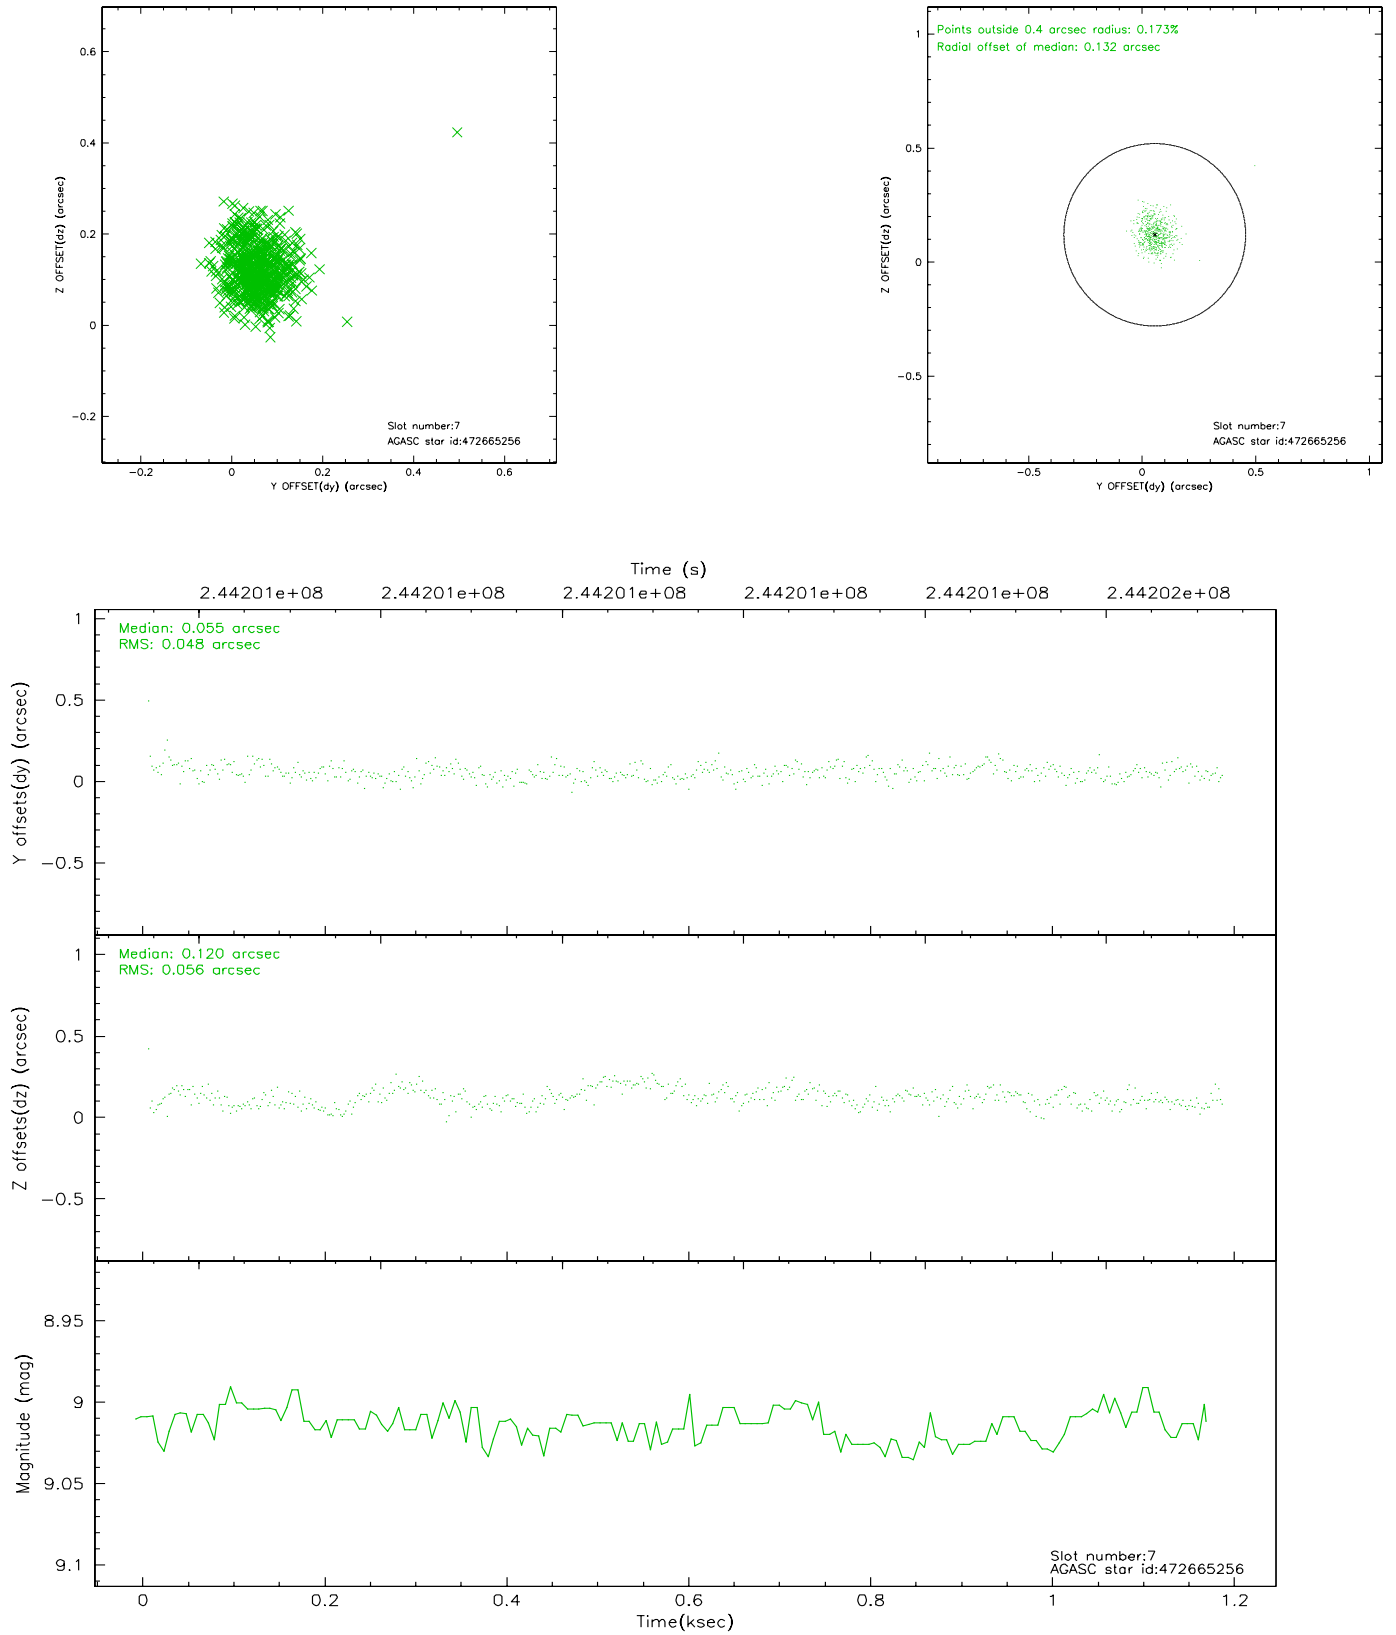 0.6
0.4
0.2
0
-0.2
Z OFFSET(dz) (arcsec)
Slot number:7
AGASC star id:472665256
-0.2 0 0.2 0.4 0.6
Y OFFSET(dy) (arcsec)
Points outside 0.4 arcsec radius: 0.173%
Radial offset of median: 0.132 arcsec
1
0.5
0
-0.5
Z OFFSET(dz) (arcsec)
Slot number:7
AGASC star id:472665256
-0.5 0 0.5 1
Y OFFSET(dy) (arcsec)
Time (s)
2.44201e+08 2.44201e+08 2.44201e+08 2.44201e+08 2.44201e+08 2.44202e+08
Median: 0.055 arcsec
RMS: 0.048 arcsec
1
0.5
0
-0.5
Y offsets(dy) (arcsec)
Median: 0.120 arcsec
RMS: 0.056 arcsec
1
0.5
0
-0.5
Z offsets(dz) (arcsec)
8.95
9
9.05
9.1
Magnitude (mag)
Slot number:7
AGASC star id:472665256
0 0.2 0.4 0.6 0.8 1 1.2
Time(ksec)